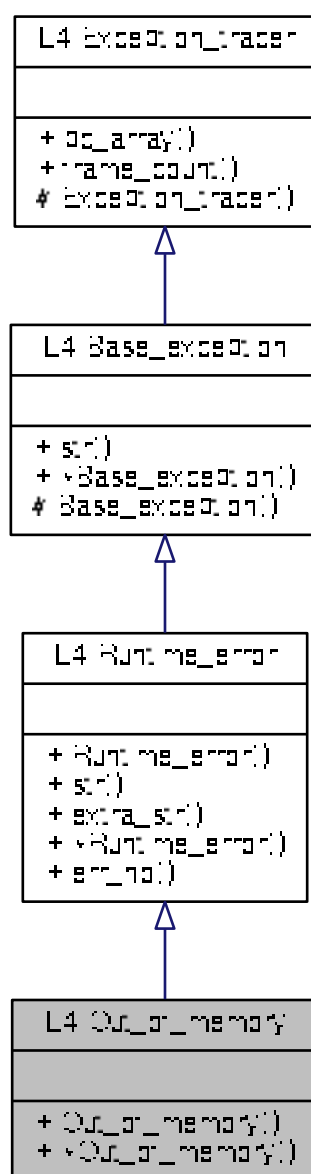 L4 Exception_tracer
+ pc_array()
+ frame_count()
# Exception_tracer()
L4 Base_exception
+ str()
+ ~Base_exception()
# Base_exception()
L4 Runtime_error
+ Runtime_error()
+ str()
+ extra_str()
+ ~Runtime_error()
+ err_no()
L4 Out_of_memory
+ Out_of_memory()
+ ~Out_of_memory()